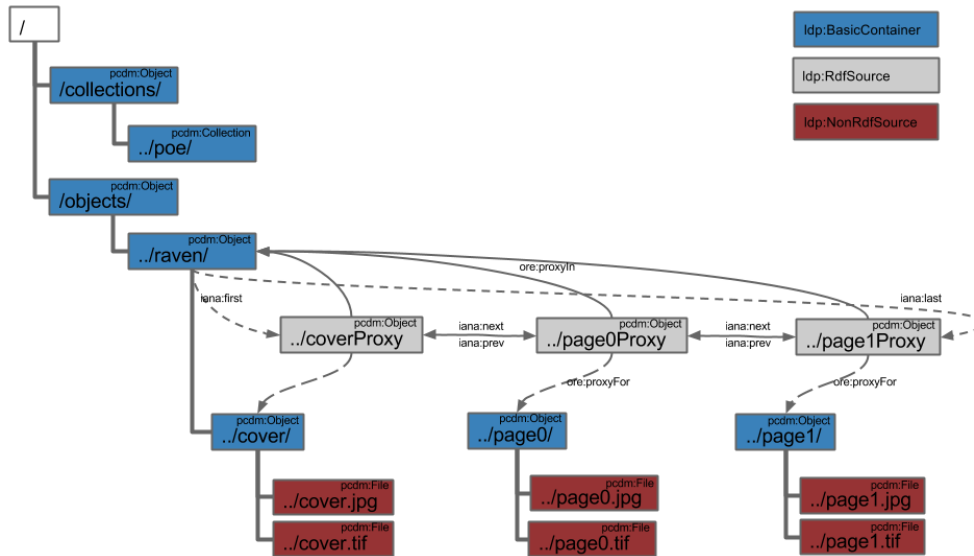 /
ldp:BasicContainer
pcdm:Object
/collections/
ldp:RdfSource
pcdm:Collection
../poe/
ldp:NonRdfSource
pcdm:Object
/objects/
pcdm:Object
../raven/
ore:proxyIn
iana:first
iana:last
pcdm:Object
../coverProxy
iana:next
iana:prev
pcdm:Object
../page0Proxy
iana:next
iana:prev
pcdm:Object
../page1Proxy
ore:proxyFor
ore:proxyFor
pcdm:Object
../cover/
pcdm:Object
../page0/
pcdm:Object
../page1/
pcdm:File
../cover.jpg
pcdm:File
../page0.jpg
pcdm:File
../page1.jpg
pcdm:File
../cover.tif
pcdm:File
../page0.tif
pcdm:File
../page1.tif